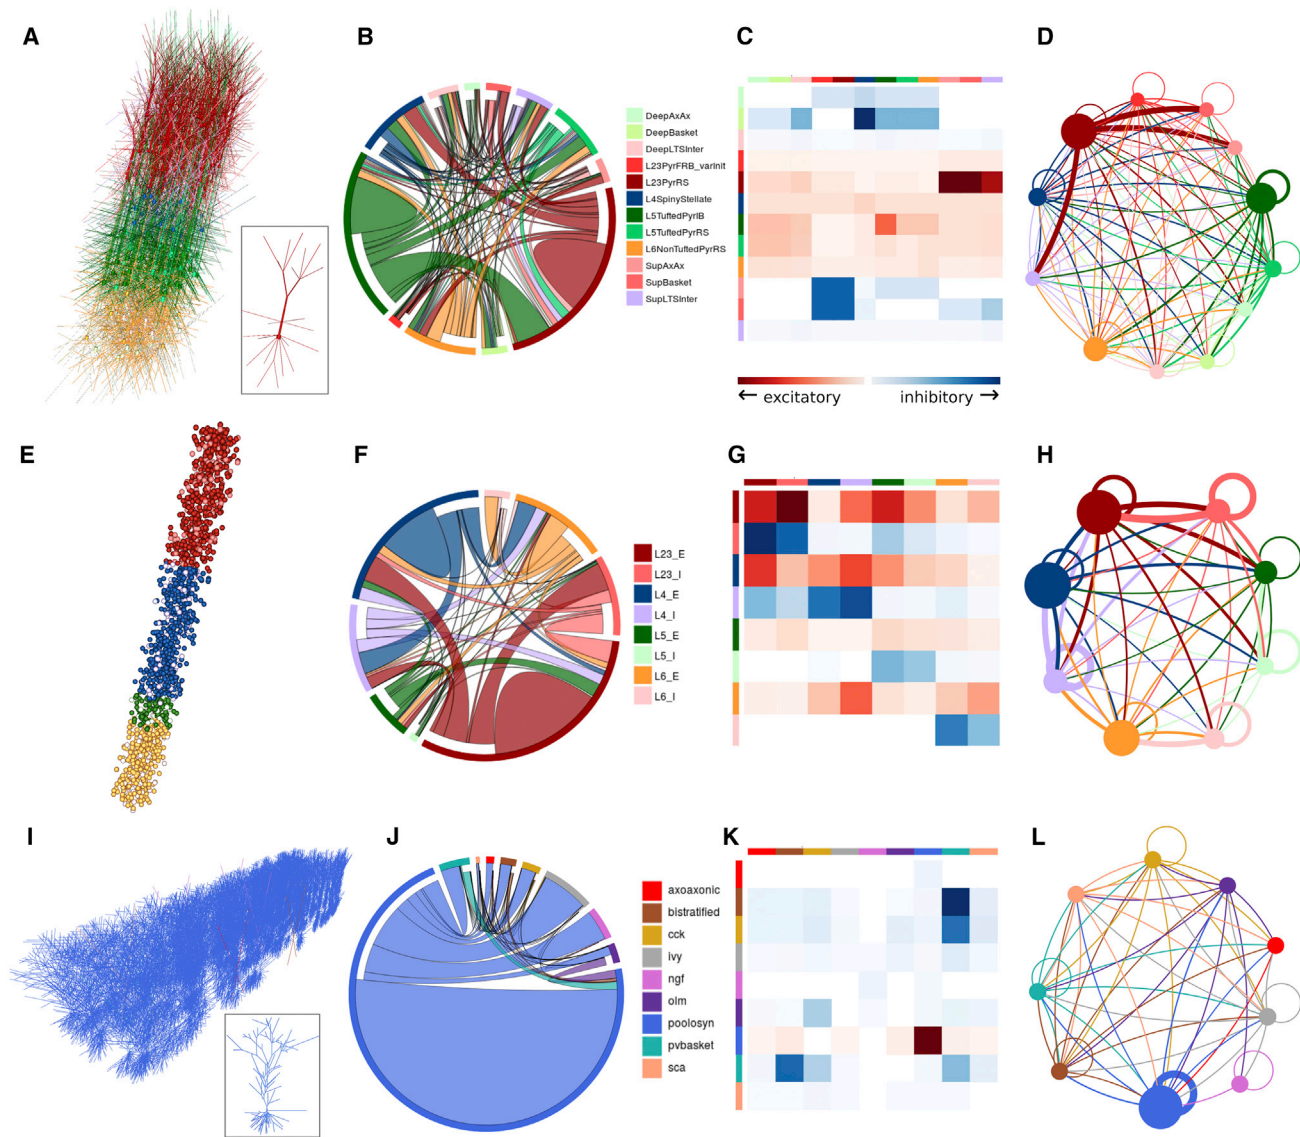 A
B
C
D
DeepAxAx
DeepBasket
DeepLTSInter
L23PyrFRB_varInit
L23PyrRS
L4SpinyStellate
L5TuftedPyrIB
L5TuftedPyrRS
L6NonTuftedPyrRS
SupAxAx
SupBasket
SupLTSInter
← excitatory inhibitory →
E
F
G
H
L23_E
L23_I
L4_E
L4_I
L5_E
L5_I
L6_E
L6_I
I
J
K
L
axoaxonic
bistratified
cck
ivy
ngf
olm
poolosyn
pvbasket
sca